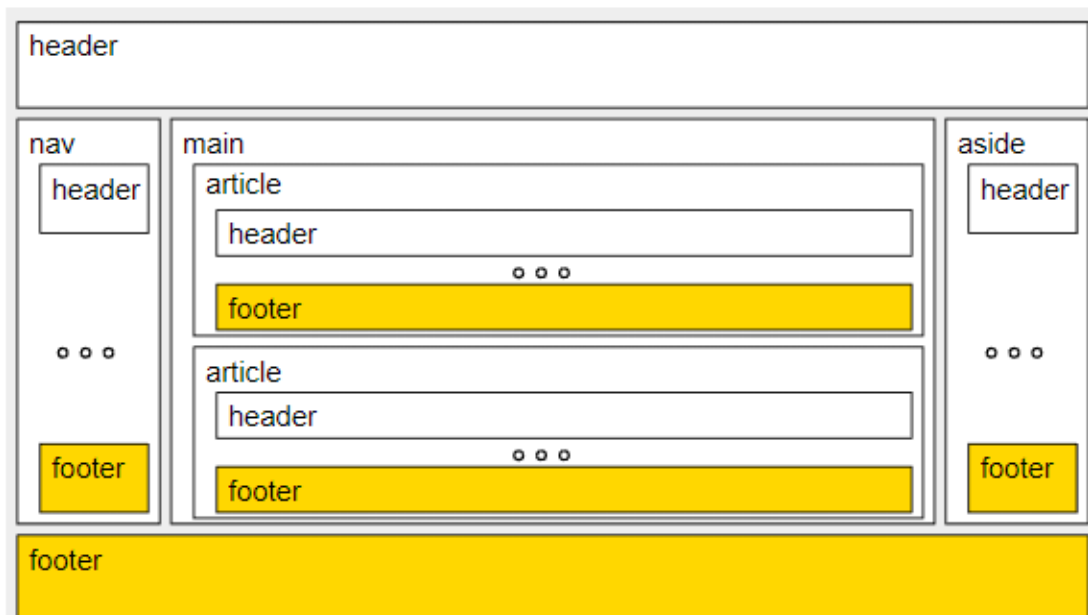 header
nav
header
footer
main
article
header
footer
article
header
footer
aside
header
footer
footer